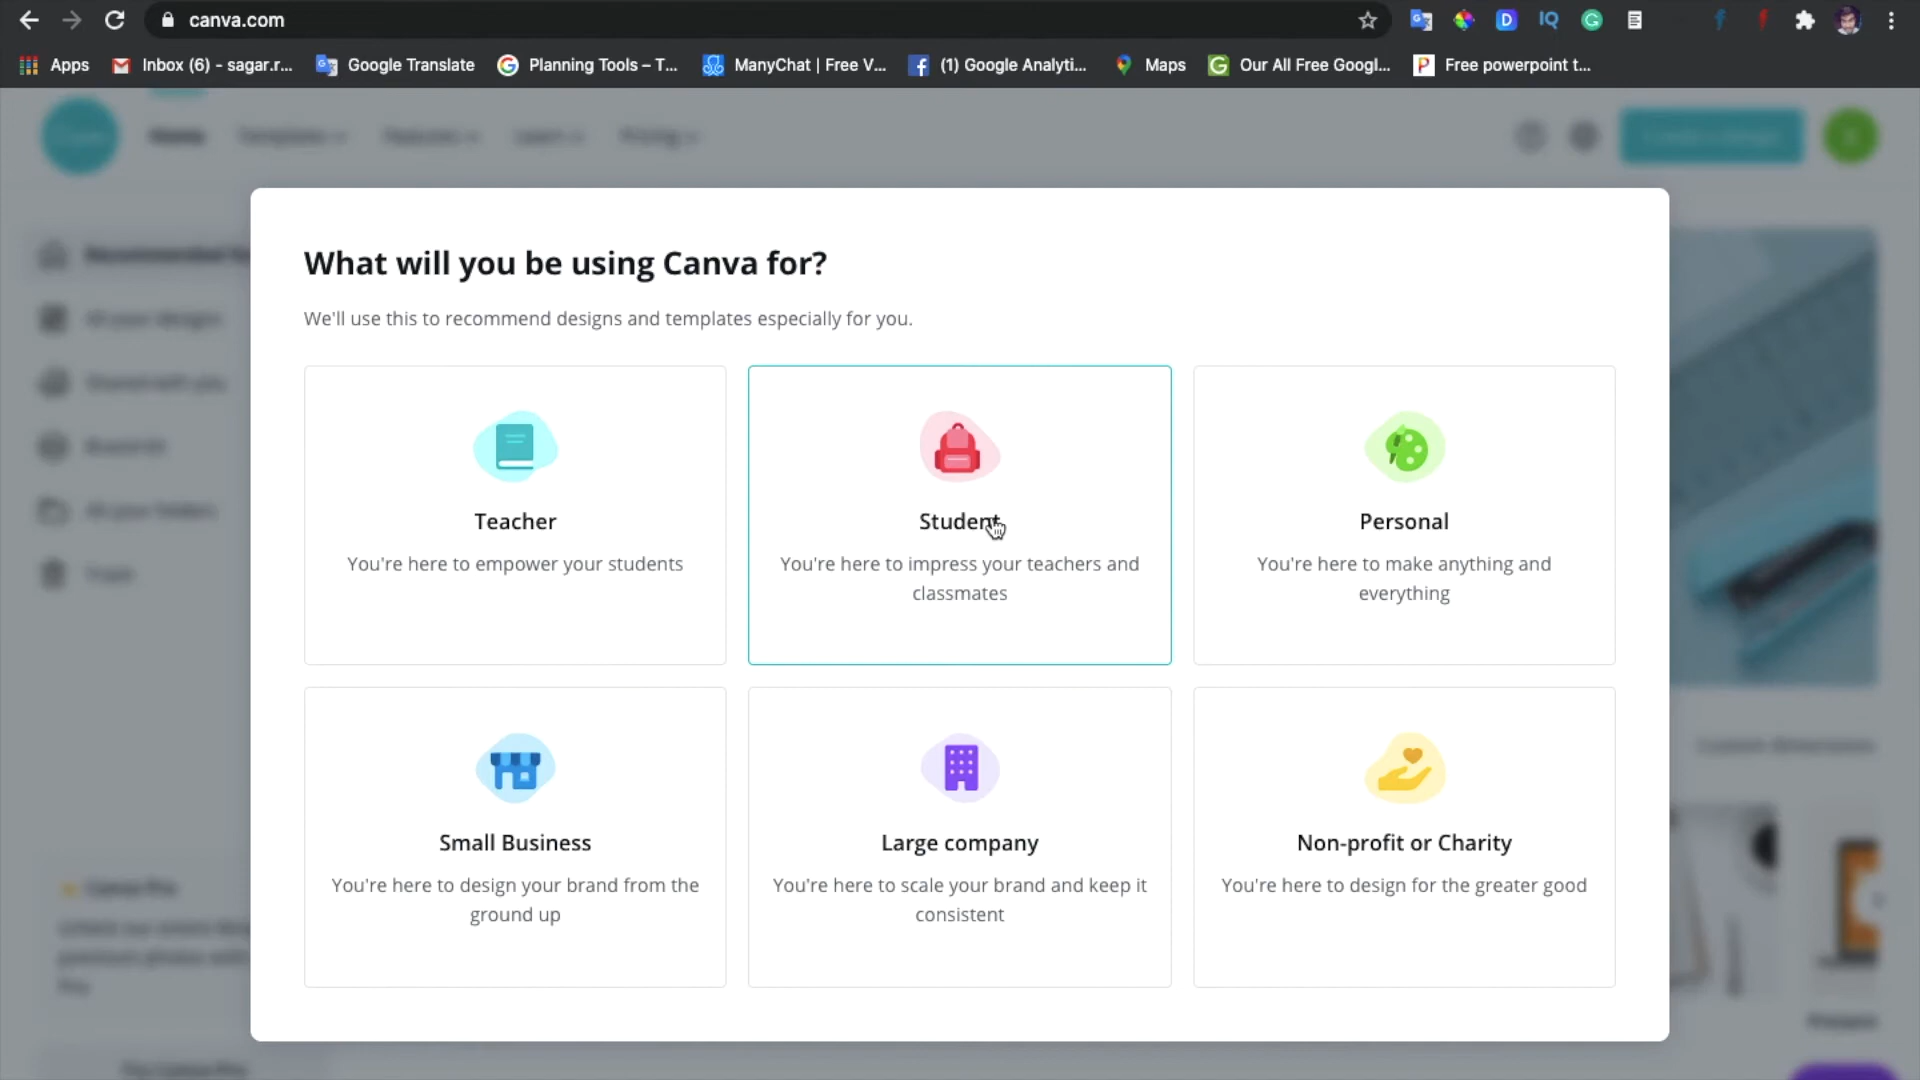 canva.com
Apps
Inbox (6) - sagar.r...
Google Translate
Planning Tools – T...
ManyChat | Free V...
(1) Google Analyti...
Maps
Our All Free Googl...
Free powerpoint t...
What will you be using Canva for?
We'll use this to recommend designs and templates especially for you.
Teacher
You're here to empower your students
Student
You're here to impress your teachers and
classmates
Personal
You're here to make anything and
everything
Small Business
You're here to design your brand from the
ground up
Large company
You're here to scale your brand and keep it
consistent
Non-profit or Charity
You're here to design for the greater good